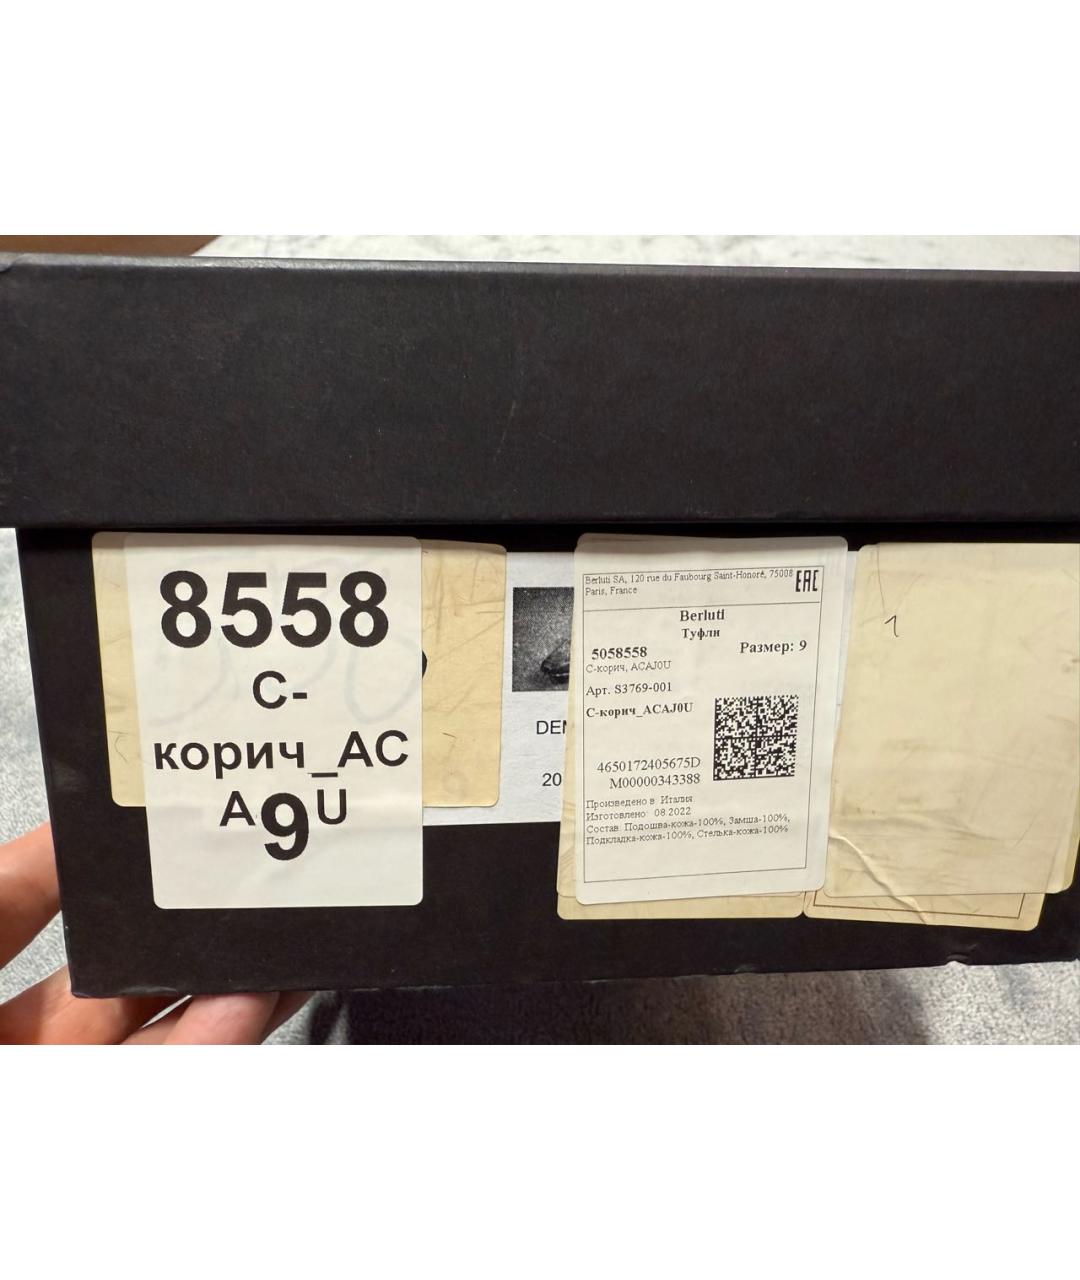 8558
С-
корич_AC
A U
9
DEM
20
Berluti SA, 120 rue du Faubourg Saint-Honoré, 75008
Paris, France
EAC
Berluti
Туфли
5058558
Размер: 9
С-корич, ACAJ0U
Арт. S3769-001
С-корич_ACAJ0U
4650172405675D
M00000343388
Произведено в: Италия
Изготовлено: 08.2022
Состав: Подошва-кожа-100%, Замша-100%,
Подкладка-кожа-100%, Стелька-кожа-100%
1